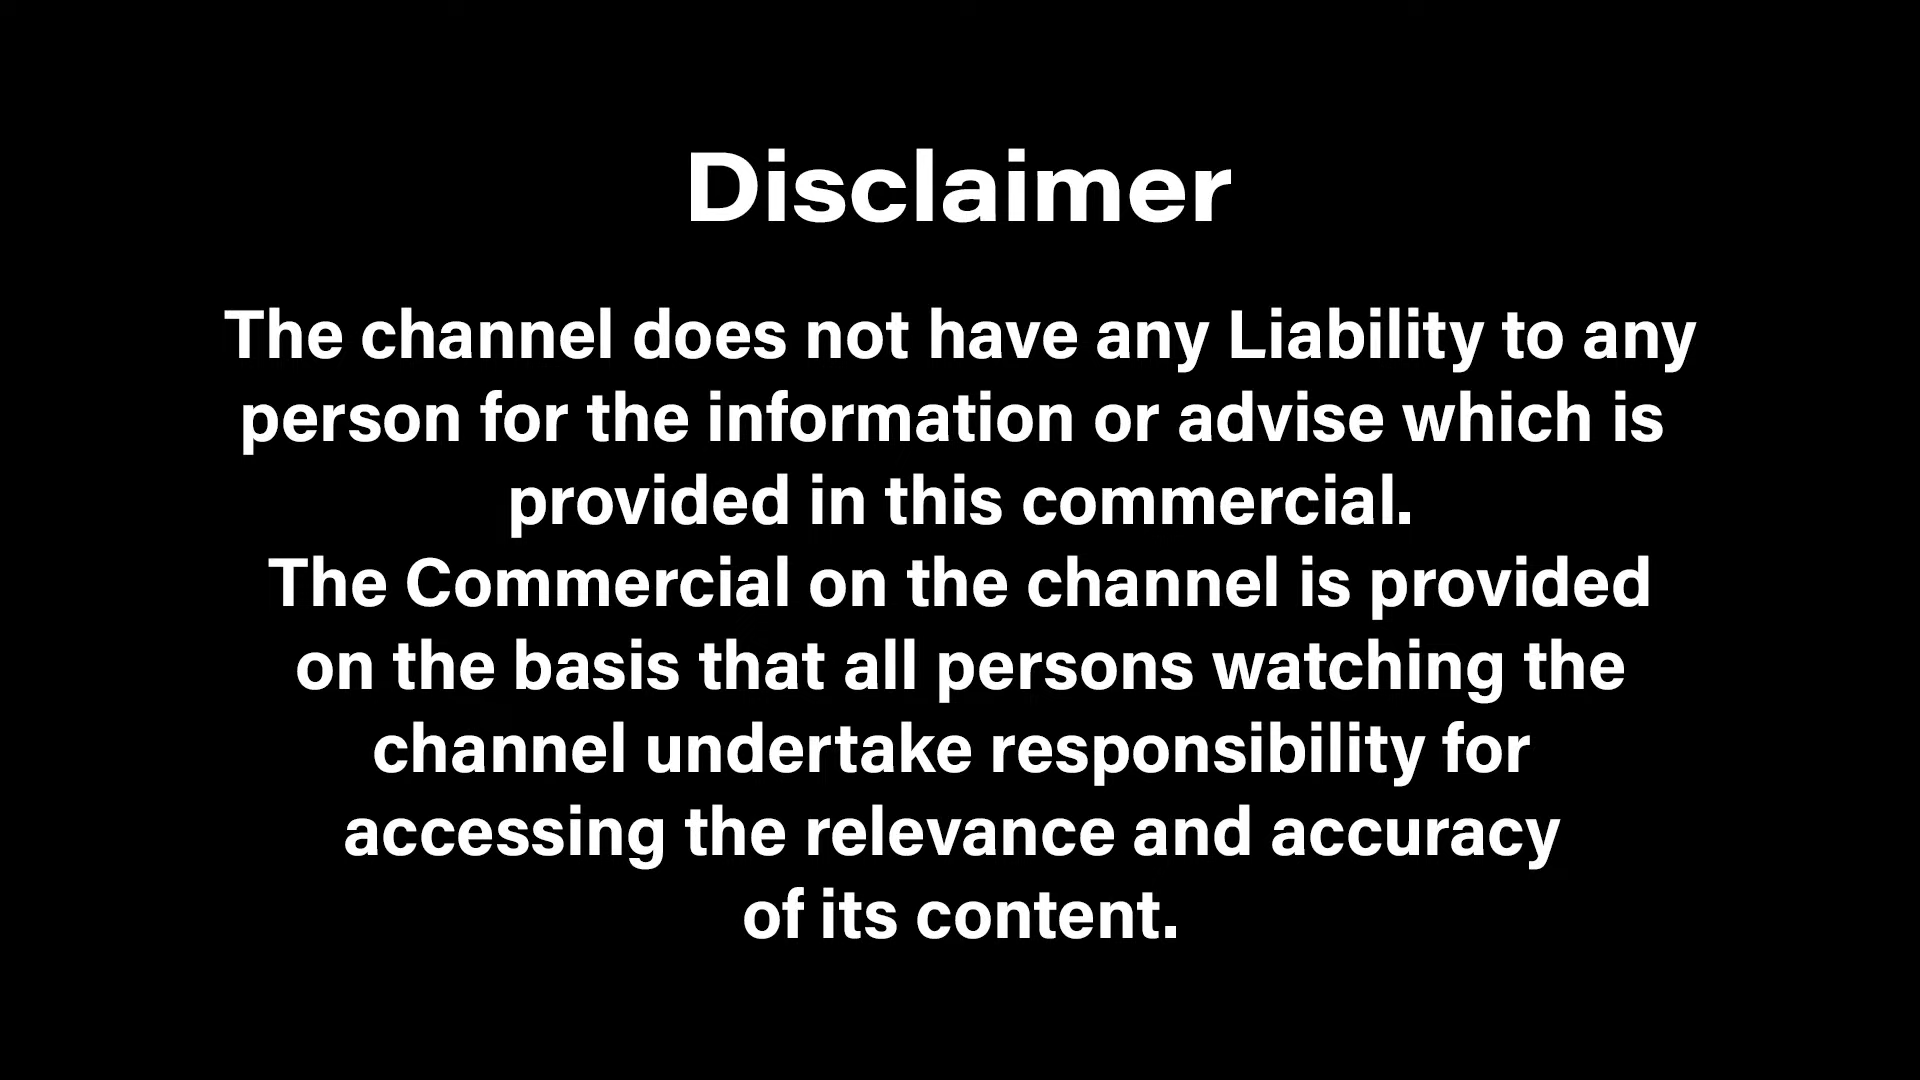 Disclaimer
The channel does not have any Liability to any
person for the information or advise which is
provided in this commercial.
The Commercial on the channel is provided
on the basis that all persons watching the
channel undertake responsibility for
accessing the relevance and accuracy
of its content.